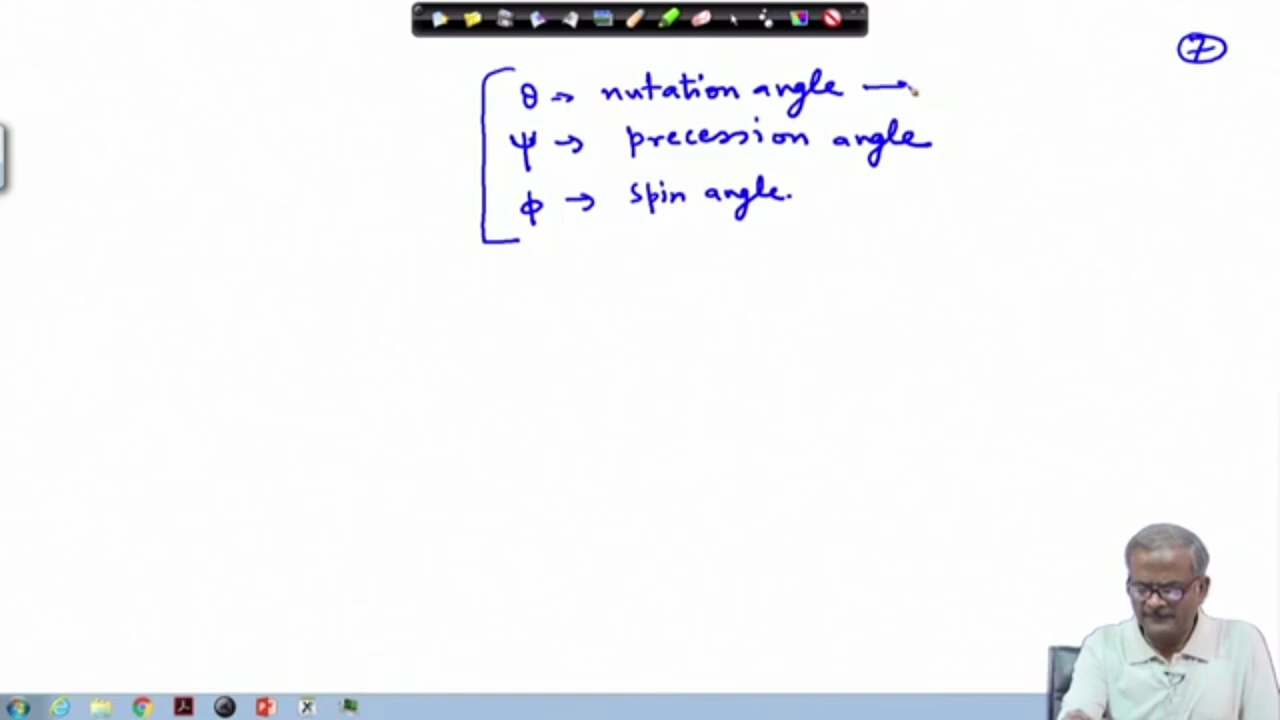 7
θ → nutation angle →
ψ → precession angle
ϕ → spin angle.